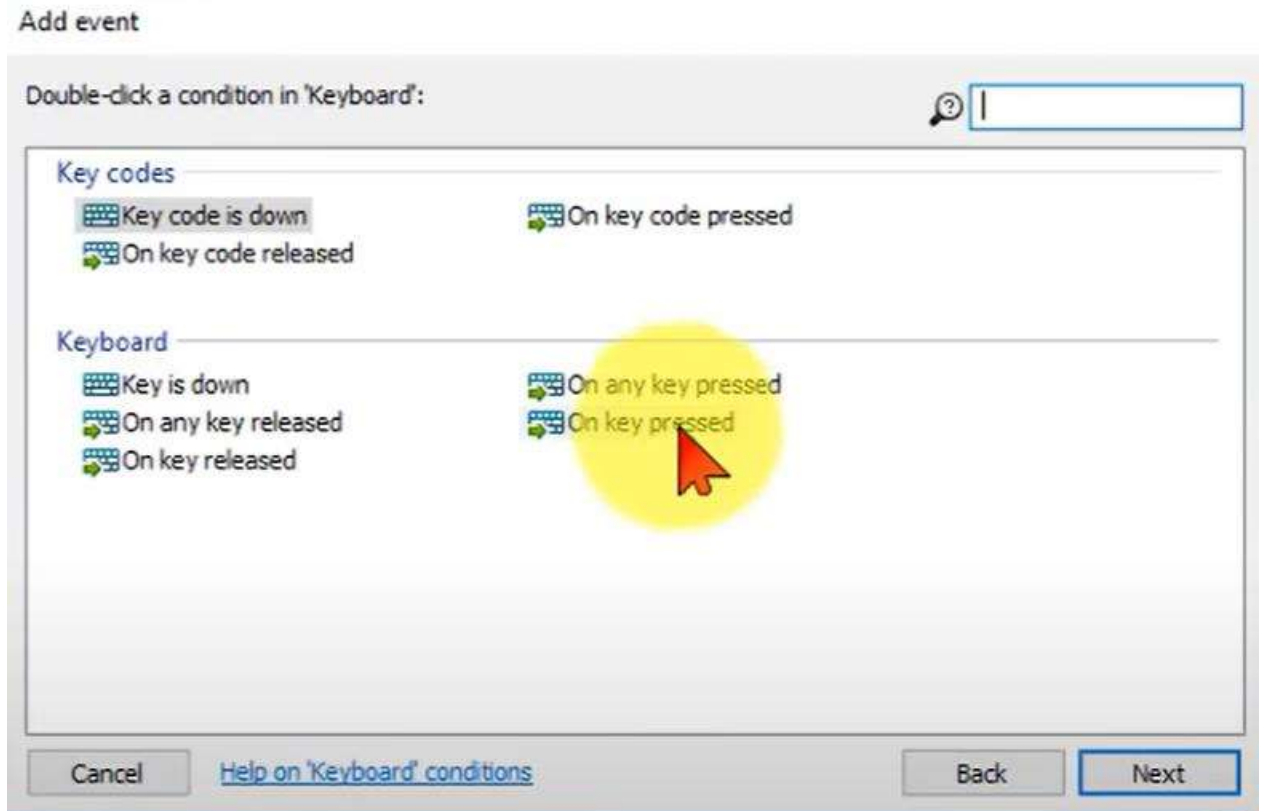 Add event
Double-click a condition in 'Keyboard':
Key codes
Key code is down
On key code pressed
On key code released
Keyboard
Key is down
On any key pressed
On any key released
On key pressed
On key released
Cancel
Help on 'Keyboard' conditions
Back
Next